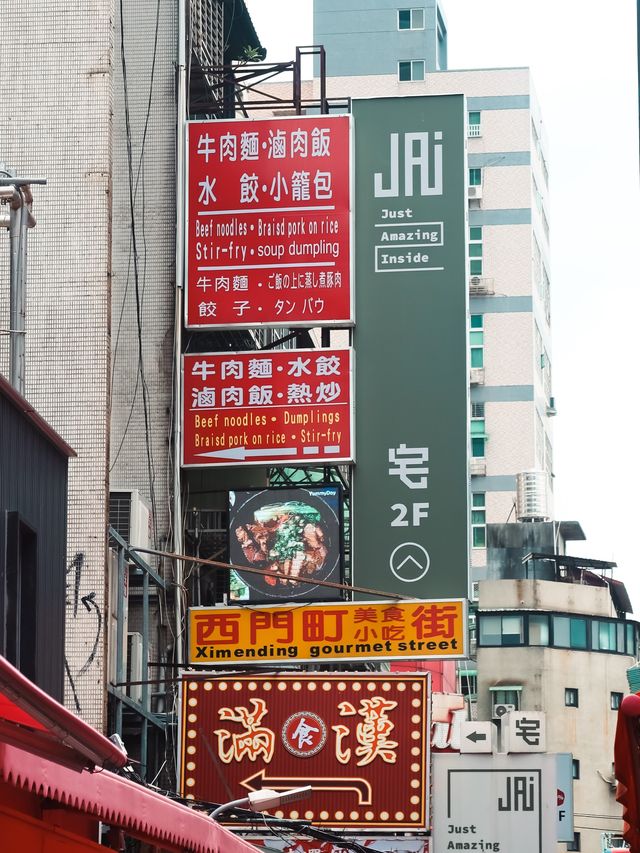 牛肉麵・滷肉飯
水 餃・小籠包
Beef noodles • Braisd pork on rice
Stir-fry • soup dumpling
牛肉麵・ご飯の上に蒸し煮豚肉
餃子・タン パウ
JAi
Just
Amazing
Inside
宅
2F
牛肉麵・水餃
滷肉飯・熱炒
Beef noodles • Dumplings
Braisd pork on rice • Stir-fry
YummyDay
西門町美食小吃街
Ximending gourmet street
滿食漢
宅
JAi
Just
Amazing
F